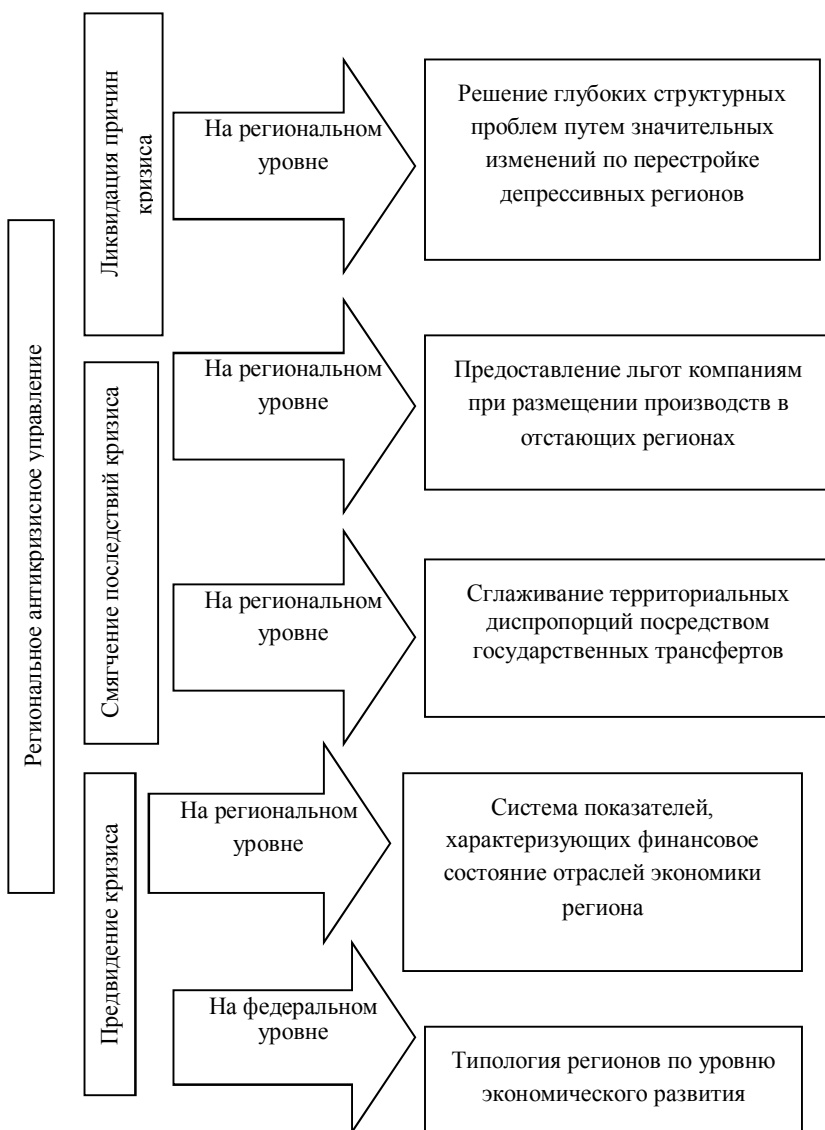 Региональное антикризисное управление
Ликвидация причин
кризиса
На региональном
уровне
Решение глубоких структурных
проблем путем значительных
изменений по перестройке
депрессивных регионов
Смягчение последствий кризиса
На региональном
уровне
Предоставление льгот компаниям
при размещении производств в
отстающих регионах
На региональном
уровне
Сглаживание территориальных
диспропорций посредством
государственных трансфертов
Предвидение кризиса
На региональном
уровне
Система показателей,
характеризующих финансовое
состояние отраслей экономики
региона
На федеральном
уровне
Типология регионов по уровню
экономического развития